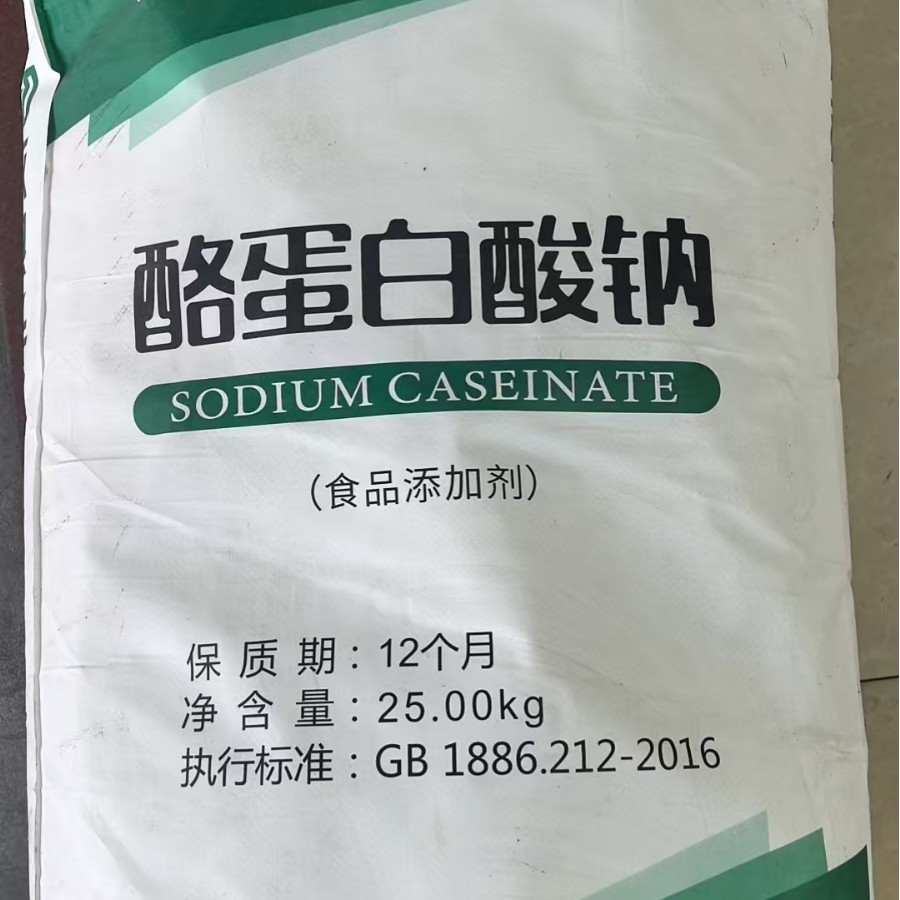 酪蛋白酸钠
SODIUM CASEINATE
(食品添加剂)
保质期：12个月
净含量：25.00kg
执行标准：GB 1886.212-2016